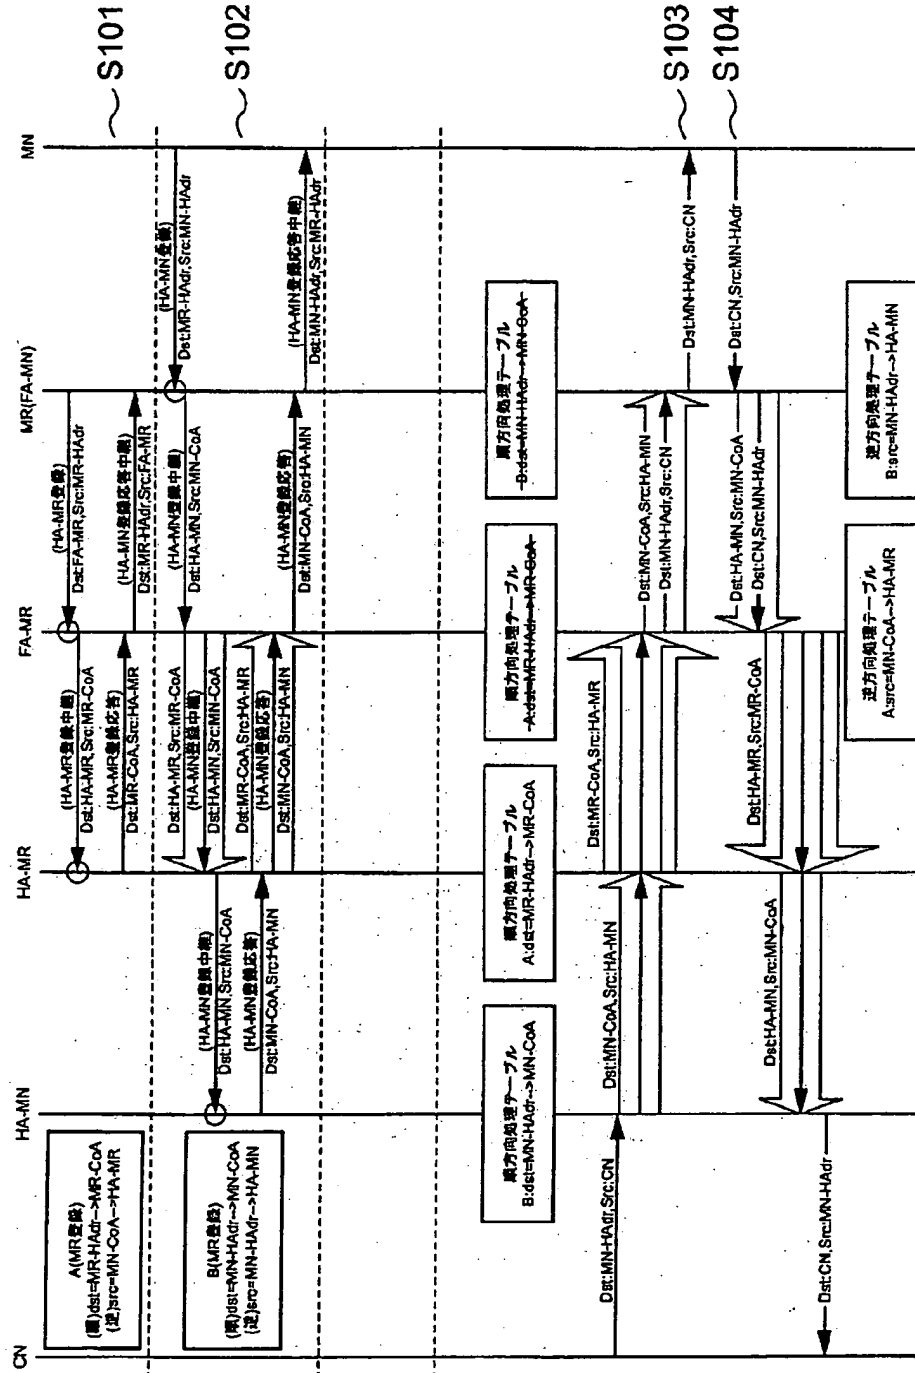 CN
HA-MN
HA-MR
FA-MR
MR(FA-MN)
MN
A(MR登録)
(順)dst=MR-HAdr-->MR-CoA
(逆)src=MN-CoA-->HA-MR
(HA-MR登録)
Dst:FA-MR,Src:MR-HAdr
(HA-MR登録中継)
Dst:HA-MR,Src:MR-CoA
(HA-MR登録応答)
Dst:MR-CoA,Src:HA-MR
(HA-MN登録応答中継)
Dst:MR-HAdr,Src:FA-MR
S101
B(MR登録)
(順)dst=MN-HAdr-->MN-CoA
(逆)src=MN-HAdr-->HA-MN
(HA-MN登録)
Dst:MR-HAdr,Src:MN-HAdr
(HA-MN登録中継)
Dst:HA-MN,Src:MN-CoA
Dst:HA-MR,Src:MR-CoA
(HA-MN登録中継)
Dst:HA-MN,Src:MN-CoA
(HA-MN登録中継)
Dst:HA-MN,Src:MN-CoA
(HA-MN登録応答)
Dst:MN-CoA,Src:HA-MN
Dst:MR-CoA,Src:HA-MR
(HA-MN登録応答)
Dst:MN-CoA,Src:HA-MN
(HA-MN登録応答)
Dst:MN-CoA,Src:HA-MN
(HA-MN登録応答中継)
Dst:MN-HAdr,Src:MR-HAdr
S102
順方向処理テーブル
B:dst=MN-HAdr-->MN-CoA
順方向処理テーブル
A:dst=MR-HAdr-->MR-CoA
順方向処理テーブル
A:dst=MR-HAdr-->MR-CoA
順方向処理テーブル
B:dst=MN-HAdr-->MN-CoA
Dst:MN-HAdr,Src:CN
Dst:MN-CoA,Src:HA-MN
Dst:MR-CoA,Src:HA-MR
Dst:MN-CoA,Src:HA-MN
Dst:MN-HAdr,Src:CN
Dst:MN-HAdr,Src:CN
S103
Dst:CN,Src:MN-HAdr
Dst:HA-MN,Src:MN-CoA
Dst:CN,Src:MN-HAdr
Dst:HA-MR,Src:MR-CoA
Dst:HA-MN,Src:MN-CoA
Dst:CN,Src:MN-HAdr
S104
逆方向処理テーブル
A:src=MN-CoA-->HA-MR
逆方向処理テーブル
B:src=MN-HAdr-->HA-MN